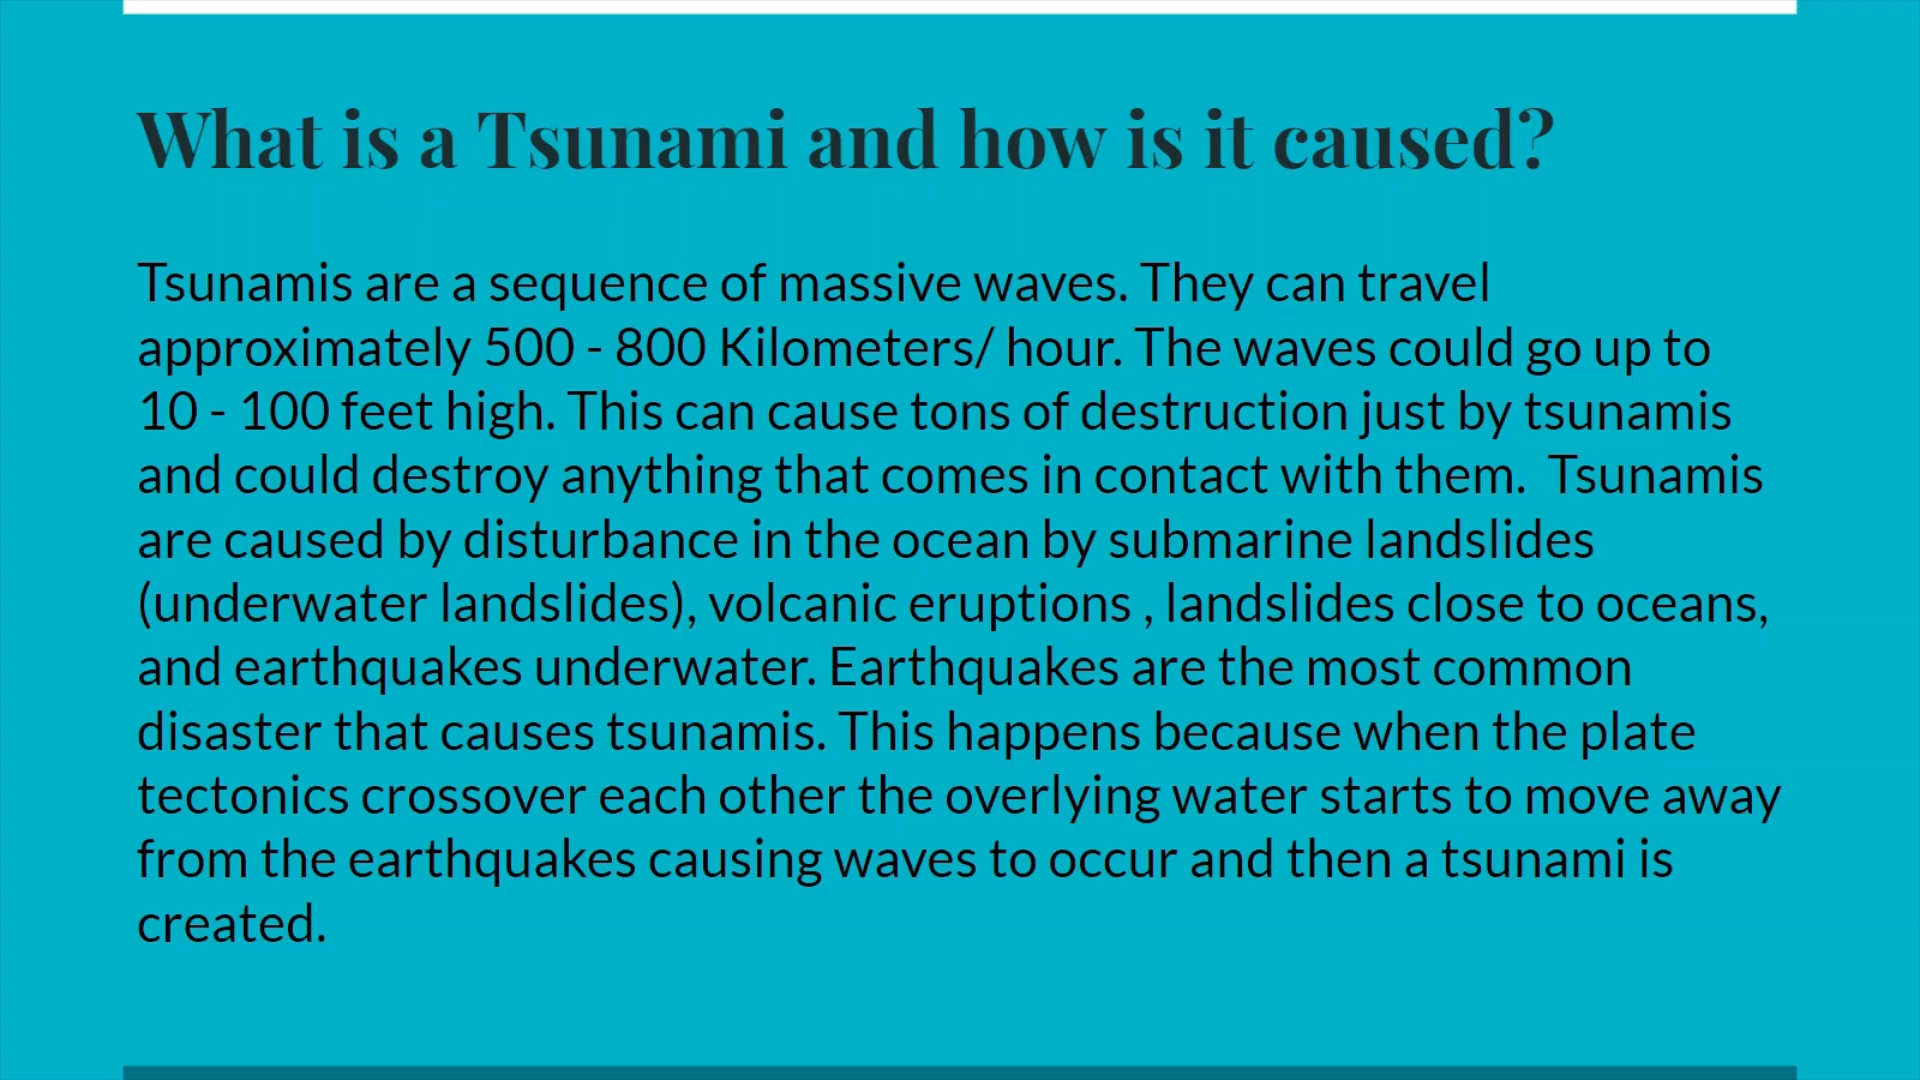 What is a Tsunami and how is it caused?
Tsunamis are a sequence of massive waves. They can travel
approximately 500 - 800 Kilometers/ hour. The waves could go up to
10 - 100 feet high. This can cause tons of destruction just by tsunamis
and could destroy anything that comes in contact with them.  Tsunamis
are caused by disturbance in the ocean by submarine landslides
(underwater landslides), volcanic eruptions , landslides close to oceans,
and earthquakes underwater. Earthquakes are the most common
disaster that causes tsunamis. This happens because when the plate
tectonics crossover each other the overlying water starts to move away
from the earthquakes causing waves to occur and then a tsunami is
created.